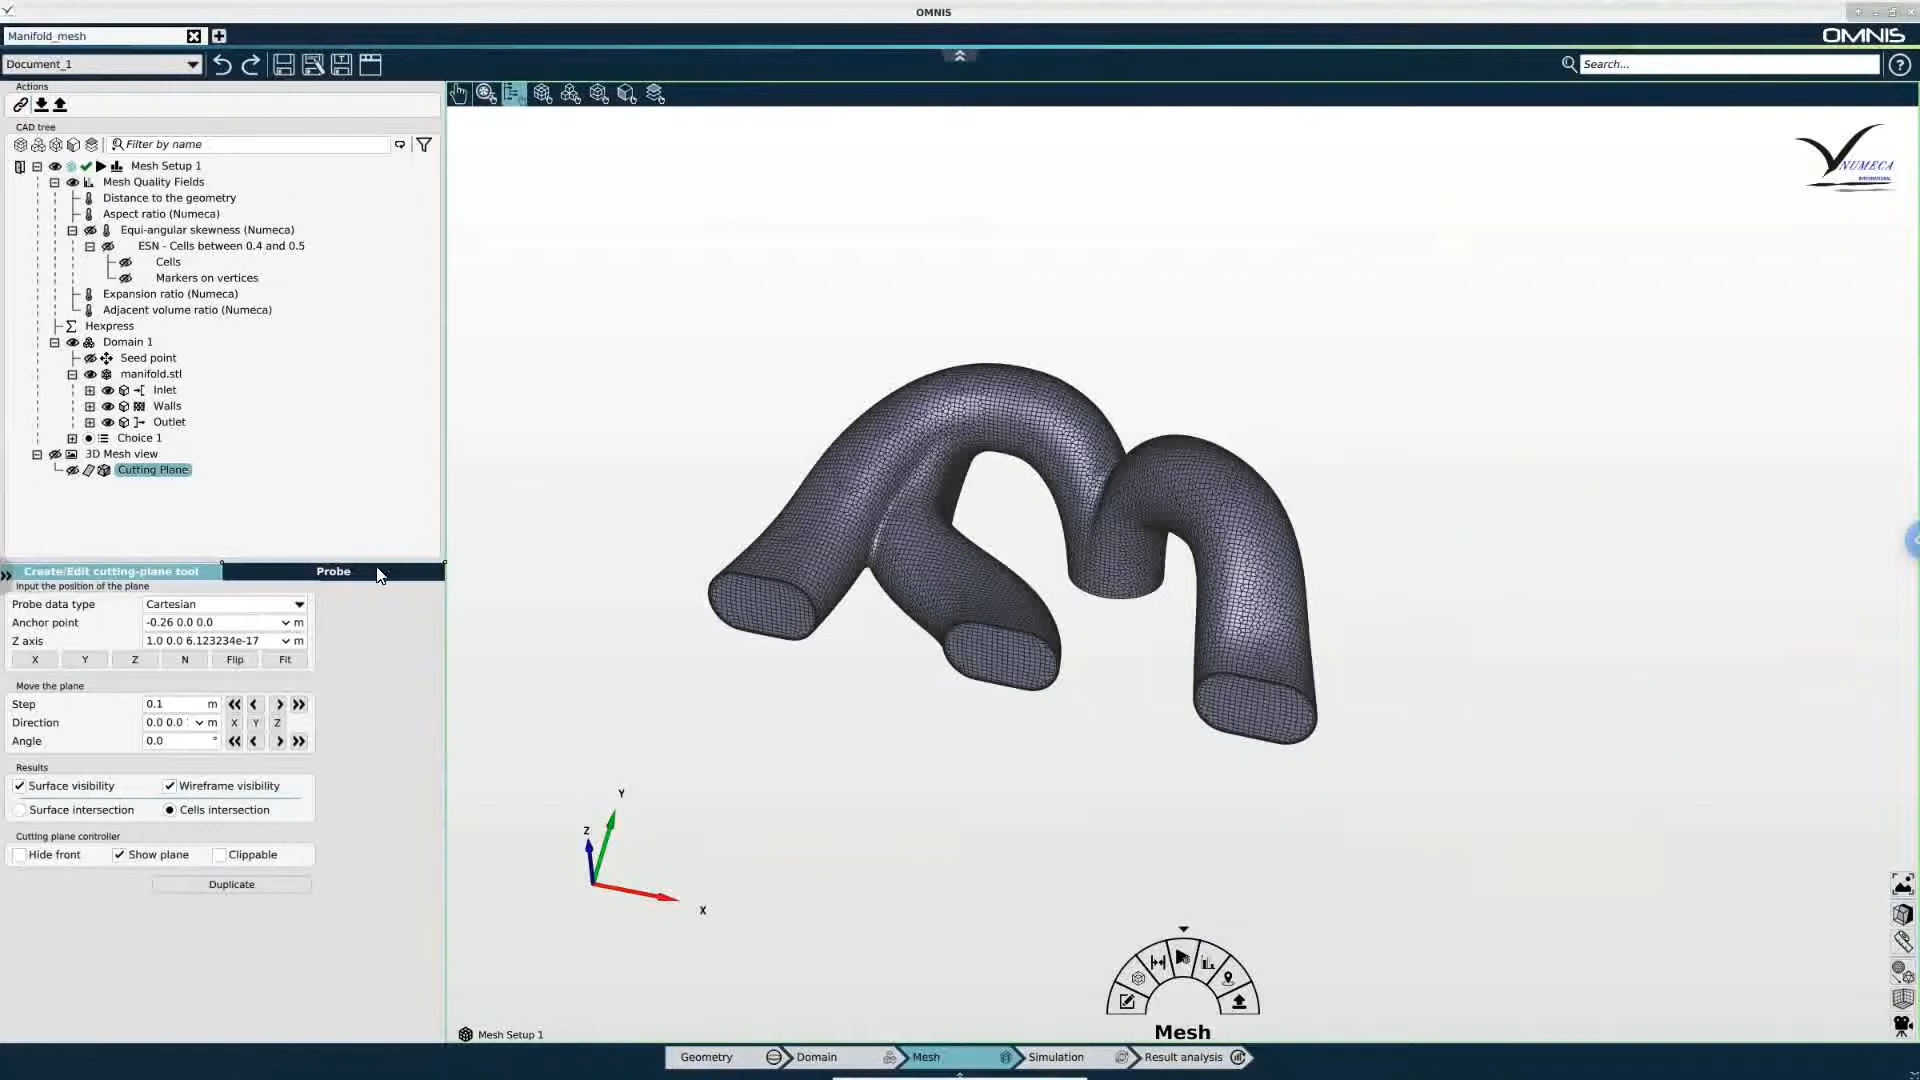 OMNIS
Manifold_mesh
OMNIS
Document_1
Search...
?
Actions
CAD tree
Filter by name
Mesh Setup 1
Mesh Quality Fields
Distance to the geometry
Aspect ratio (Numeca)
Equi-angular skewness (Numeca)
ESN - Cells between 0.4 and 0.5
Cells
Markers on vertices
Expansion ratio (Numeca)
Adjacent volume ratio (Numeca)
Hexpress
Domain 1
Seed point
manifold.stl
Inlet
Walls
Outlet
Choice 1
3D Mesh view
Cutting Plane
NUMECA
INTERNATIONAL
Create/Edit cutting-plane tool
Probe
Input the position of the plane
Probe data type Cartesian
Anchor point -0.26 0.0 0.0 m
Z axis 1.0 0.0 6.123234e-17 m
X Y Z N Flip Fit
Move the plane
Step 0.1 m
Direction 0.0 0.0 m X Y Z
Angle 0.0 °
Results
Surface visibility Wireframe visibility
Surface intersection Cells intersection
Cutting plane controller
Hide front Show plane Clippable
Duplicate
Y
Z
X
Mesh
Mesh Setup 1
Geometry Domain Mesh Simulation Result analysis